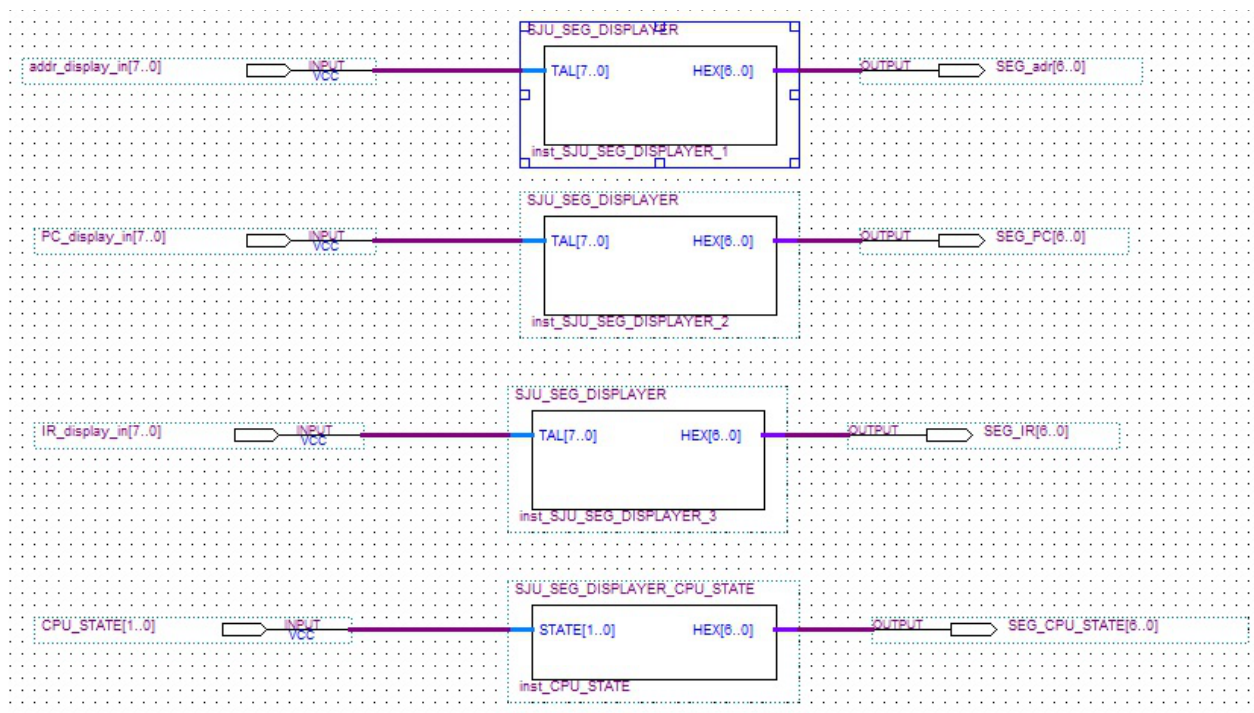 SJU_SEG_DISPLAYER
addr_display_in[7..0] INPUT VCC TAL[7..0] HEX[6..0] OUTPUT SEG_adr[6..0]
inst_SJU_SEG_DISPLAYER_1
SJU_SEG_DISPLAYER
PC_display_in[7..0] INPUT VCC TAL[7..0] HEX[6..0] OUTPUT SEG_PC[6..0]
inst_SJU_SEG_DISPLAYER_2
SJU_SEG_DISPLAYER
IR_display_in[7..0] INPUT VCC TAL[7..0] HEX[6..0] OUTPUT SEG_IR[6..0]
inst_SJU_SEG_DISPLAYER_3
SJU_SEG_DISPLAYER_CPU_STATE
CPU_STATE[1..0] INPUT VCC STATE[1..0] HEX[6..0] OUTPUT SEG_CPU_STATE[6..0]
inst_CPU_STATE